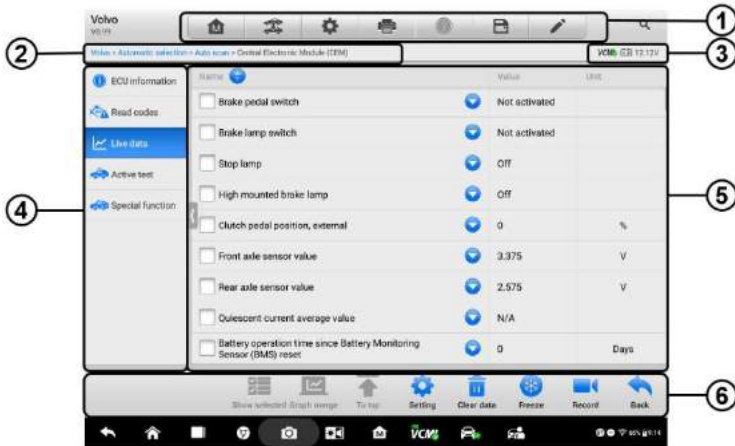 Volvo
V8.99
1
2
Volvo > Automatic selection > Auto scan > Central Electronic Module (CEM)
VCMI 12.12V
3
ECU information
Read codes
Live data
Active test
Special function
4
Name Value Unit
Brake pedal switch Not activated
Brake lamp switch Not activated
Stop lamp Off
High mounted brake lamp Off
Clutch pedal position, external 0 %
Front axle sensor value 3.375 V
Rear axle sensor value 2.575 V
Quiescent current average value N/A
Battery operation time since Battery Monitoring
Sensor (BMS) reset 0 Days
5
Show selected Graph merge To top Setting Clear data Freeze Record Back
6
VCMI